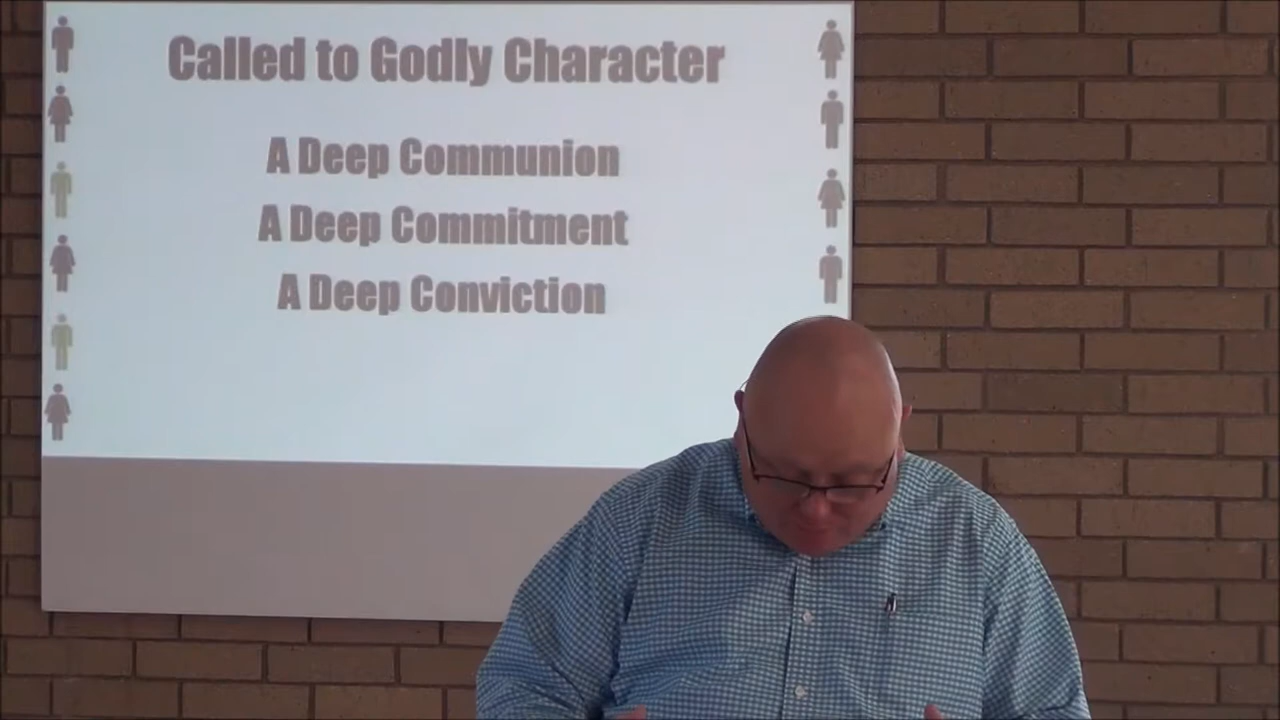 Called to Godly Character
A Deep Communion
A Deep Commitment
A Deep Conviction